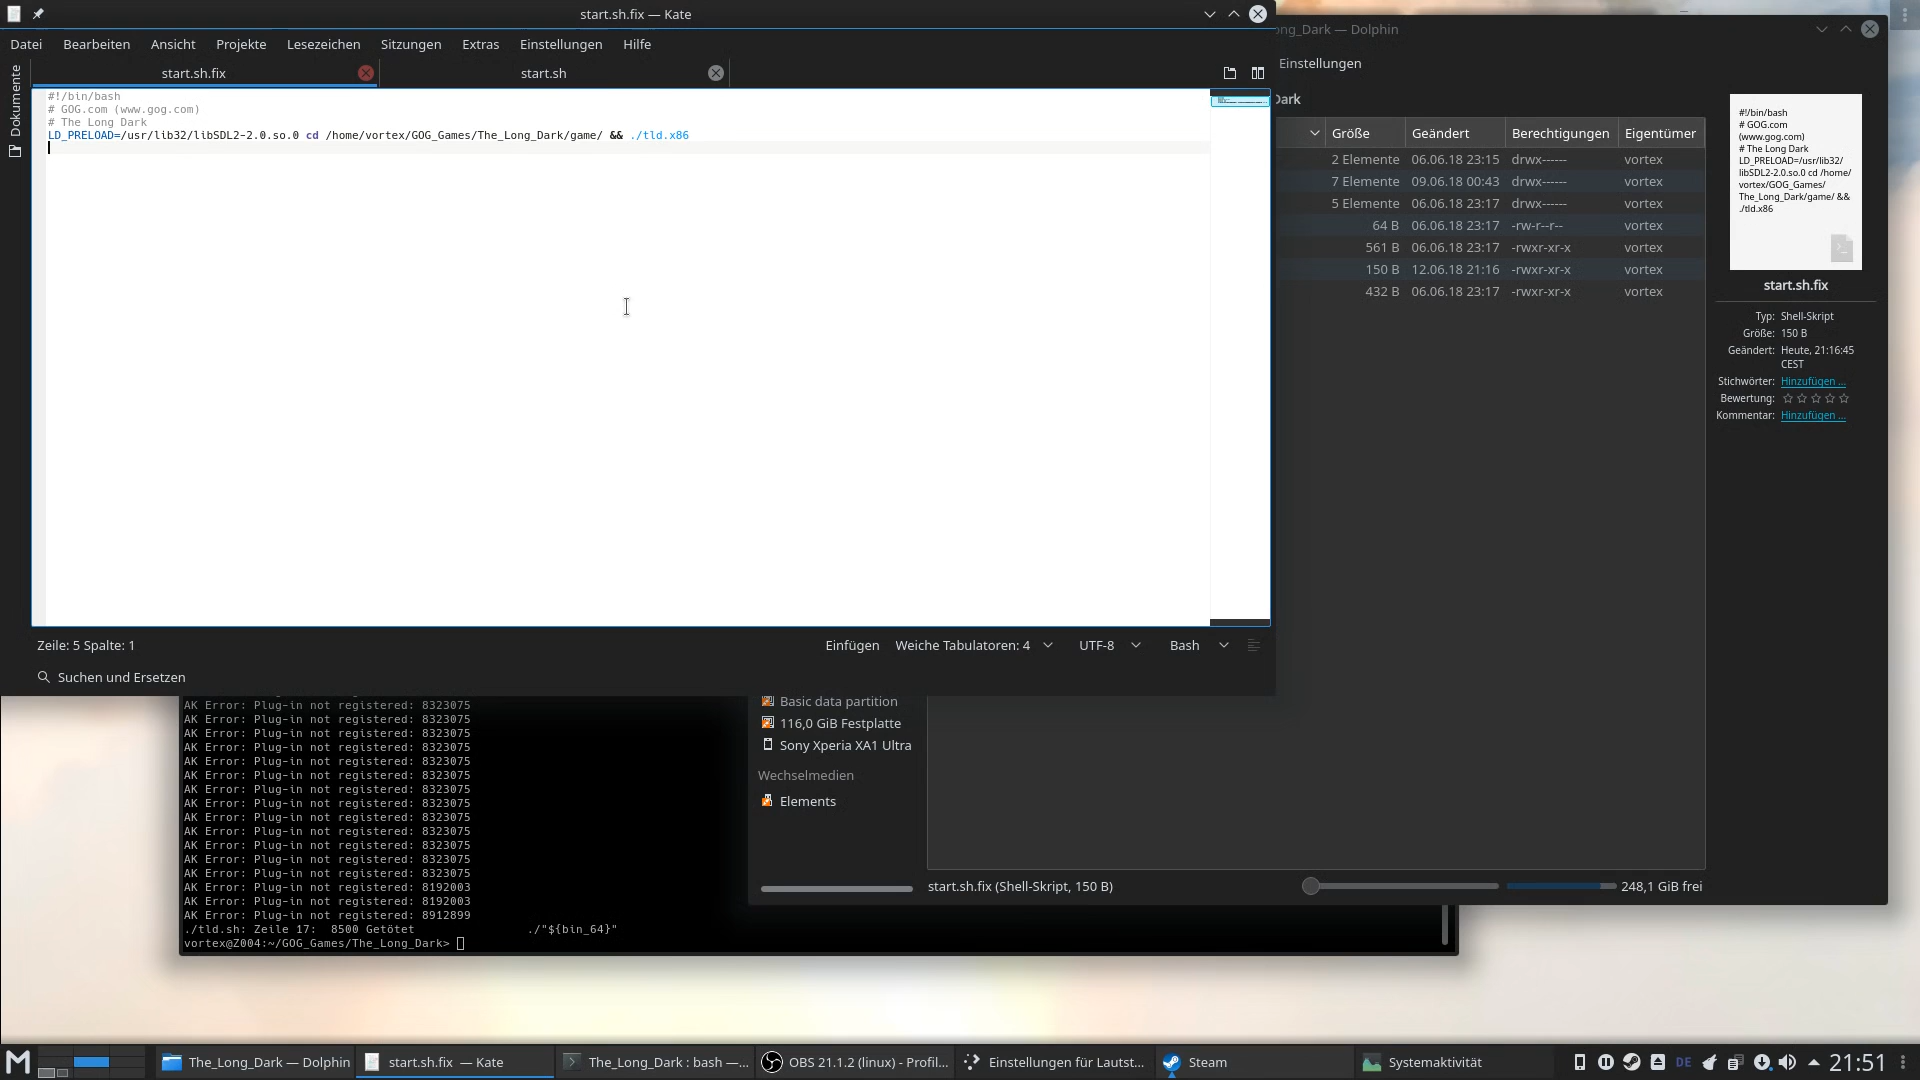 start.sh.fix — Kate
Datei Bearbeiten Ansicht Projekte Lesezeichen Sitzungen Extras Einstellungen Hilfe
Dokumente
start.sh.fix start.sh
#!/bin/bash
# GOG.com (www.gog.com)
# The Long Dark
LD_PRELOAD=/usr/lib32/libSDL2-2.0.so.0 cd /home/vortex/GOG_Games/The_Long_Dark/game/ && ./tld.x86
Zeile: 5 Spalte: 1 Einfügen Weiche Tabulatoren: 4 UTF-8 Bash
Suchen und Ersetzen
ng_Dark — Dolphin
Einstellungen
Dark
Größe Geändert Berechtigungen Eigentümer
2 Elemente 06.06.18 23:15 drwx------ vortex
7 Elemente 09.06.18 00:43 drwx------ vortex
5 Elemente 06.06.18 23:17 drwx------ vortex
64 B 06.06.18 23:17 -rw-r--r-- vortex
561 B 06.06.18 23:17 -rwxr-xr-x vortex
150 B 12.06.18 21:16 -rwxr-xr-x vortex
432 B 06.06.18 23:17 -rwxr-xr-x vortex
#!/bin/bash
# GOG.com
(www.gog.com)
# The Long Dark
LD_PRELOAD=/usr/lib32/
libSDL2-2.0.so.0 cd /home/
vortex/GOG_Games/
The_Long_Dark/game/ &&
./tld.x86
start.sh.fix
Typ: Shell-Skript
Größe: 150 B
Geändert: Heute, 21:16:45
CEST
Stichwörter: Hinzufügen ...
Bewertung:
Kommentar: Hinzufügen ...
Basic data partition
116,0 GiB Festplatte
Sony Xperia XA1 Ultra
Wechselmedien
Elements
start.sh.fix (Shell-Skript, 150 B) 248,1 GiB frei
AK Error: Plug-in not registered: 8323075
AK Error: Plug-in not registered: 8323075
AK Error: Plug-in not registered: 8323075
AK Error: Plug-in not registered: 8323075
AK Error: Plug-in not registered: 8323075
AK Error: Plug-in not registered: 8323075
AK Error: Plug-in not registered: 8323075
AK Error: Plug-in not registered: 8323075
AK Error: Plug-in not registered: 8323075
AK Error: Plug-in not registered: 8323075
AK Error: Plug-in not registered: 8323075
AK Error: Plug-in not registered: 8323075
AK Error: Plug-in not registered: 8323075
AK Error: Plug-in not registered: 8192003
AK Error: Plug-in not registered: 8192003
AK Error: Plug-in not registered: 8912899
./tld.sh: Zeile 17: 8500 Getötet ./"${bin_64}"
vortex@Z004:~/GOG_Games/The_Long_Dark>
The_Long_Dark — Dolphin start.sh.fix — Kate The_Long_Dark : bash —... OBS 21.1.2 (linux) - Profil... Einstellungen für Lautst... Steam Systemaktivität DE 21:51